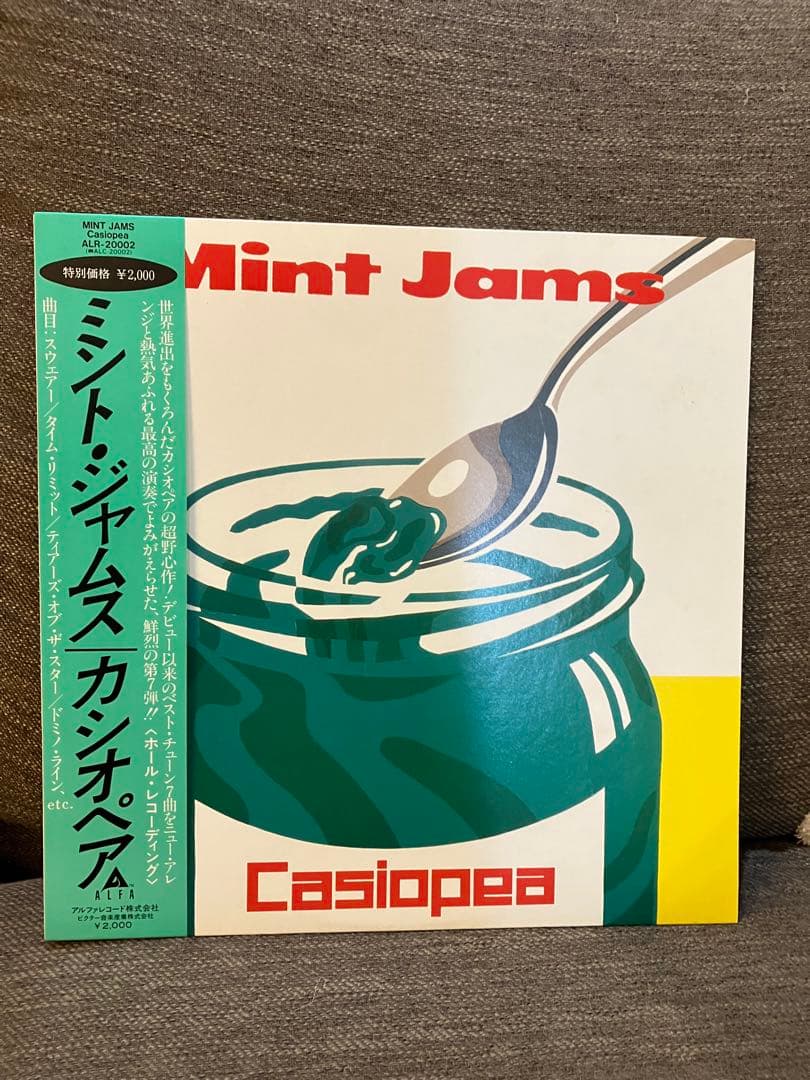 MINT JAMS
Casiopea
ALR-20002
ALC-20002)
特別価格 ¥2,000
世界進出をもくろんだカシオペアの超野心作!デビュー以来のベスト・チューン7曲をニュー・アレ
ンジと熱気あふれる最高の演奏でよみがえらせた、鮮烈の第7弾!!〈ホール・レコーディング〉
ミント・ジャムス|カシオペア
曲目:スウェアー/タイム・リミット/ティアーズ・オブ・ザ・スター/ドミノ・ライン、
etc.
ALFA
アルファレコード株式会社
ビクター音楽産業株式会社
¥2,000
Mint Jams
Casiopea